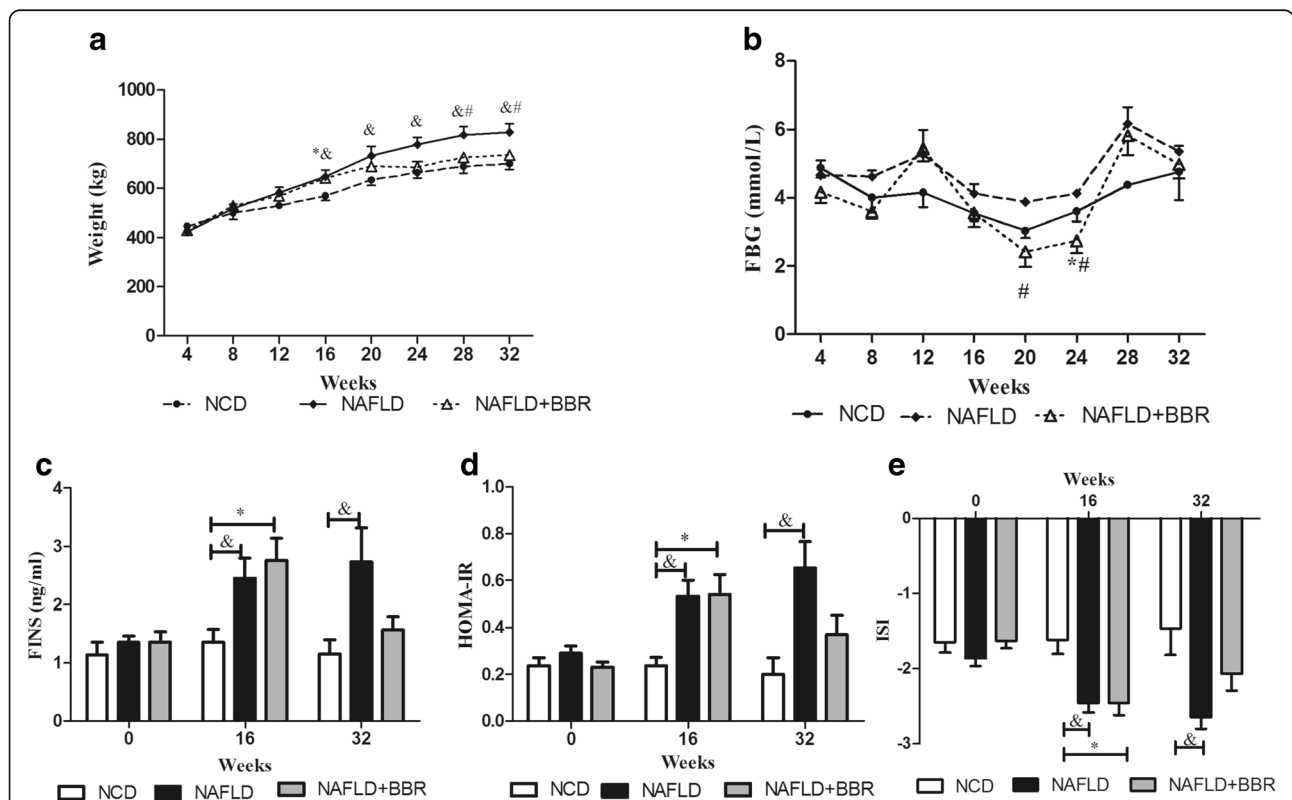 a
1000
800
600
400
200
0
Weight (kg)
*& & & &# &#
4 8 12 16 20 24 28 32
Weeks
NCD NAFLD NAFLD+BBR
b
8
6
4
2
0
FBG (mmol/L)
# *#
4 8 12 16 20 24 28 32
Weeks
NCD NAFLD NAFLD+BBR
c
4
3
2
1
0
FINS (ng/ml)
* & &
0 16 32
Weeks
NCD NAFLD NAFLD+BBR
d
1.0
0.8
0.6
0.4
0.2
0.0
HOMA-IR
* & &
0 16 32
Weeks
NCD NAFLD NAFLD+BBR
e
Weeks
0 16 32
0
-1
-2
-3
ISI
& * &
NCD NAFLD NAFLD+BBR